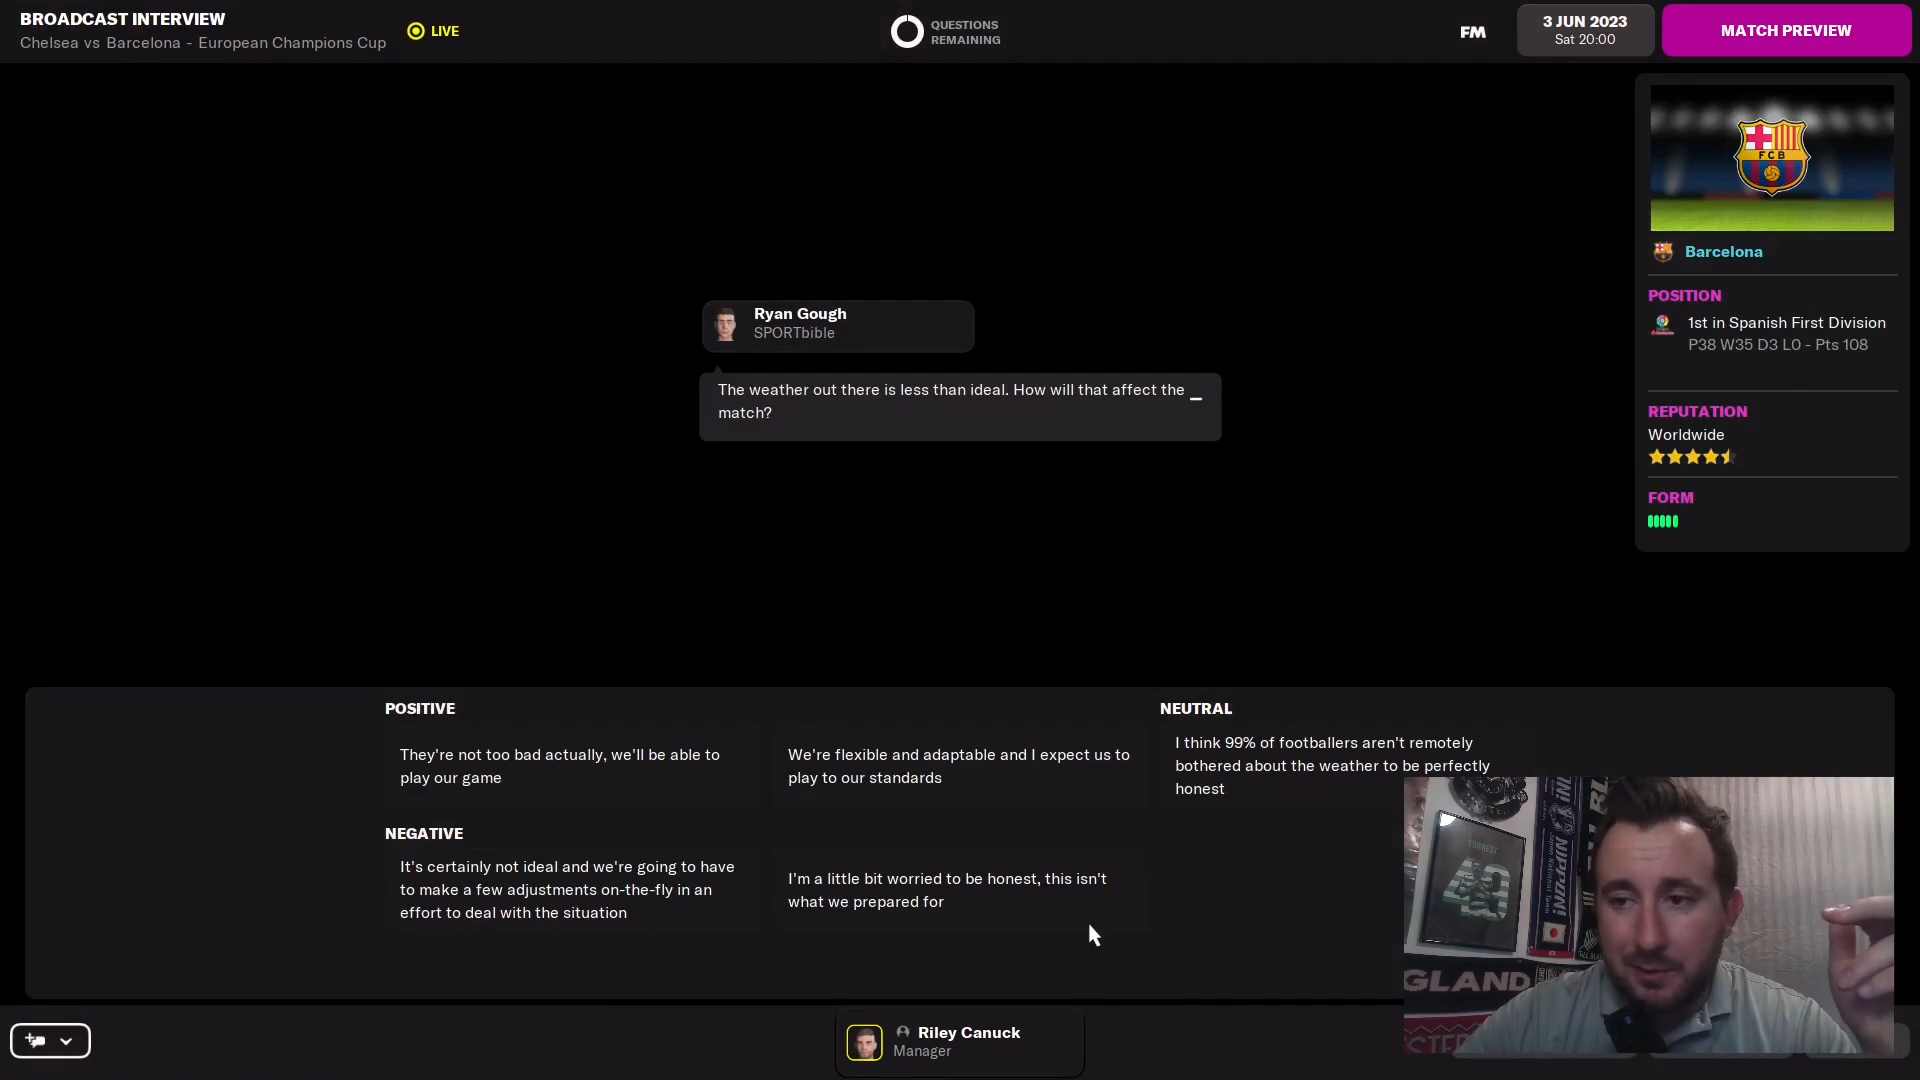 BROADCAST INTERVIEW
Chelsea vs Barcelona - European Champions Cup
LIVE
QUESTIONS
REMAINING
FM
3 JUN 2023
Sat 20:00
MATCH PREVIEW
FCB
Barcelona
POSITION
1st in Spanish First Division
P38 W35 D3 L0 - Pts 108
REPUTATION
Worldwide
FORM
Ryan Gough
SPORTbible
The weather out there is less than ideal. How will that affect the
match?
POSITIVE
They're not too bad actually, we'll be able to
play our game
We're flexible and adaptable and I expect us to
play to our standards
NEUTRAL
I think 99% of footballers aren't remotely
bothered about the weather to be perfectly
honest
NEGATIVE
It's certainly not ideal and we're going to have
to make a few adjustments on-the-fly in an
effort to deal with the situation
I'm a little bit worried to be honest, this isn't
what we prepared for
FORREST
49
NIPPON!
GLAND
Riley Canuck
Manager